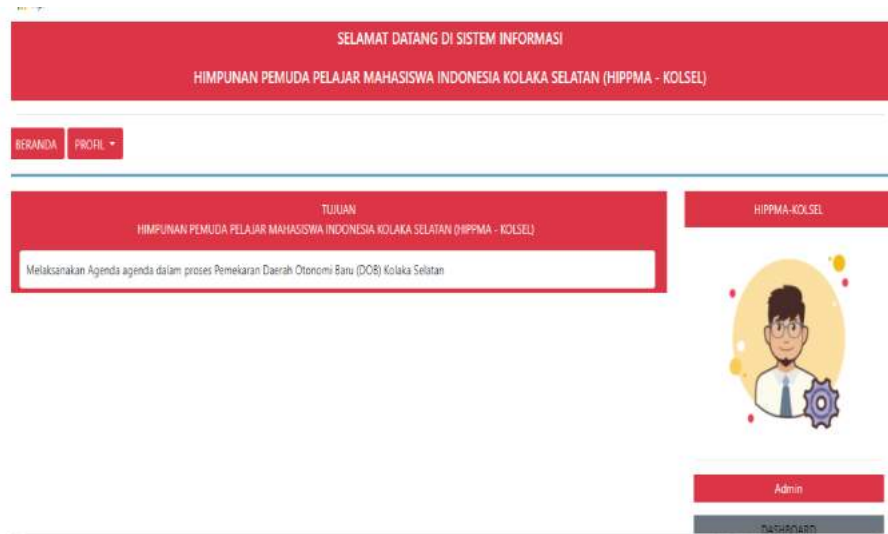 SELAMAT DATANG DI SISTEM INFORMASI
HIMPUNAN PEMUDA PELAJAR MAHASISWA INDONESIA KOLAKA SELATAN (HIPPMA - KOLSEL)
BERANDA
PROFIL
TUJUAN
HIMPUNAN PEMUDA PELAJAR MAHASISWA INDONESIA KOLAKA SELATAN (HIPPMA - KOLSEL)
Melaksanakan Agenda agenda dalam proses Pemekaran Daerah Otonomi Baru (DOB) Kolaka Selatan
HIPPMA-KOLSEL
Admin
DASHBOARD